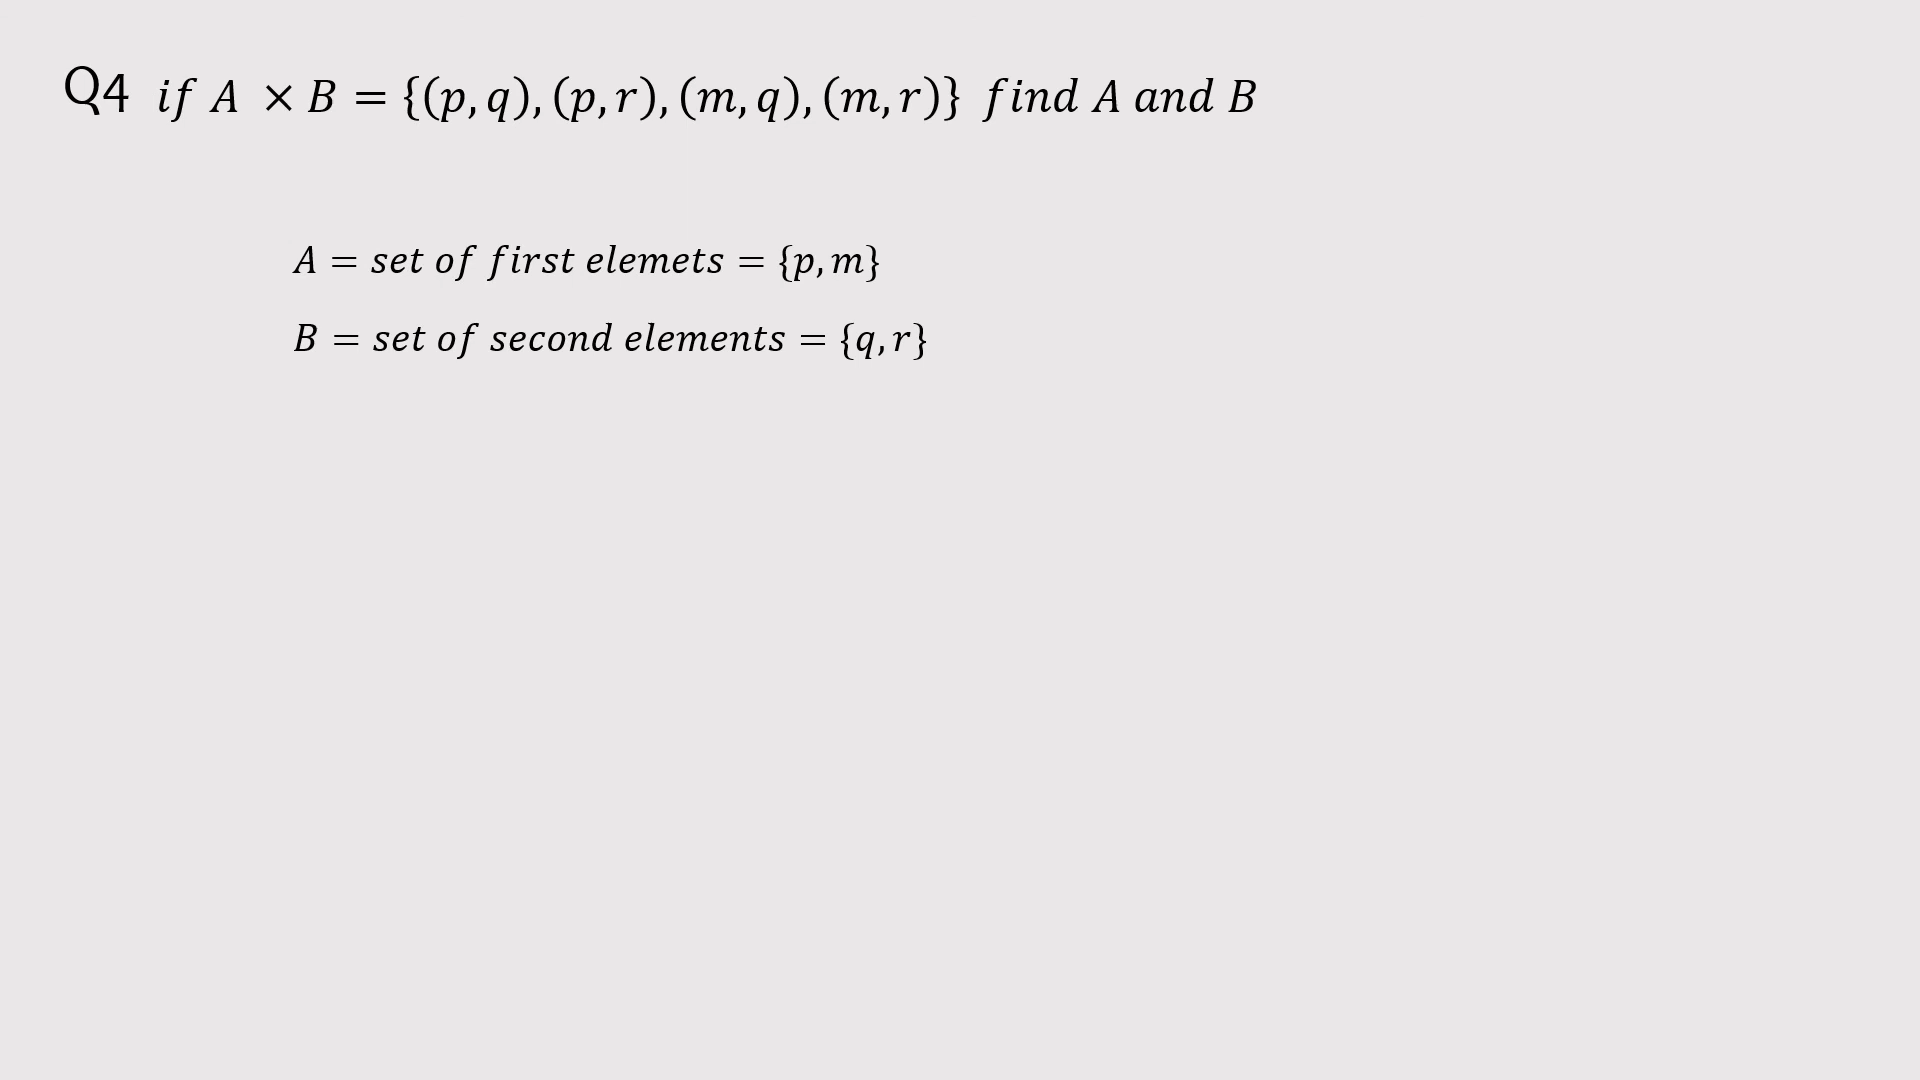 Q4 if A × B = {(p, q), (p, r), (m, q), (m, r)} find A and B
A = set of first elemets = {p, m}
B = set of second elements = {q, r}